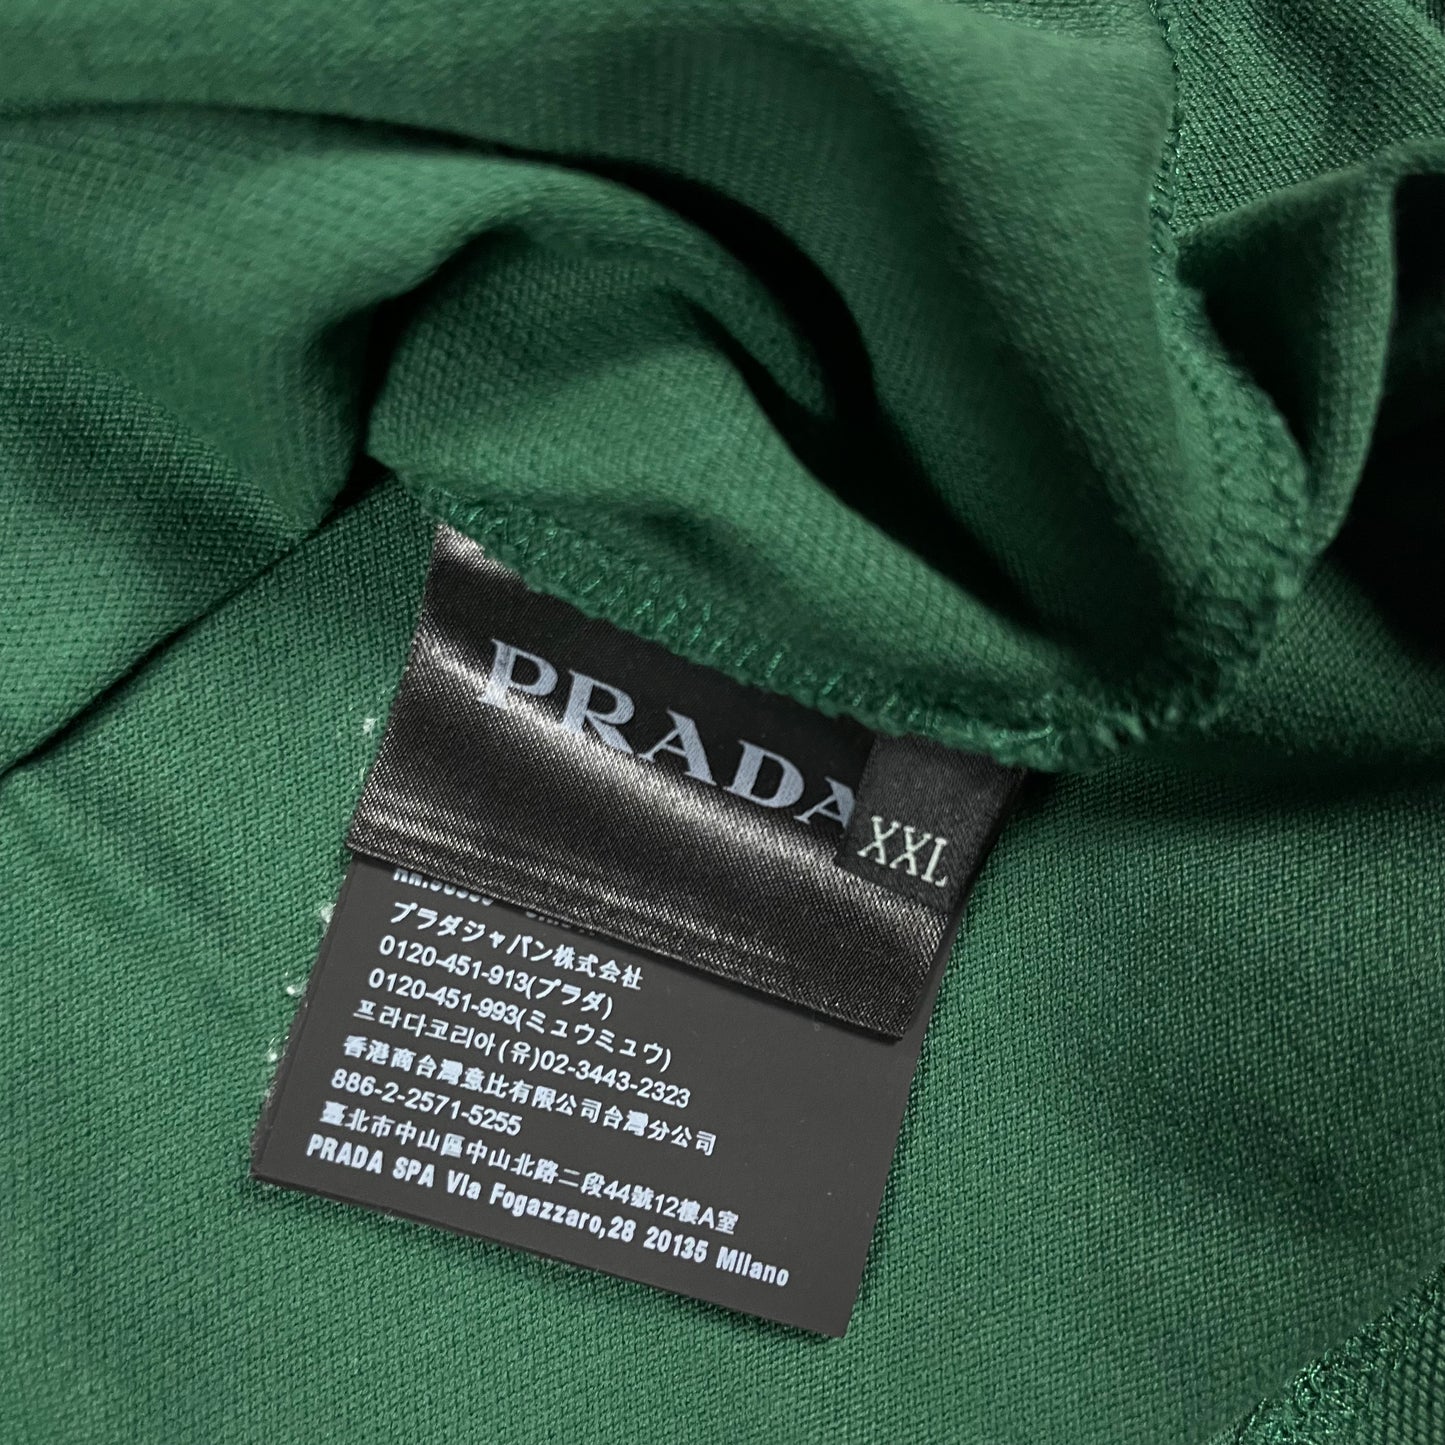 PRADA
XXL
プラダジャパン株式会社
0120-451-913(プラダ)
0120-451-993(ミュウミュウ)
프라다코리아(유)02-3443-2323
香港商台灣意比有限公司台灣分公司
886-2-2571-5255
臺北市中山區中山北路二段44號12樓A室
PRADA SPA Via Fogazzaro,28 20135 Milano